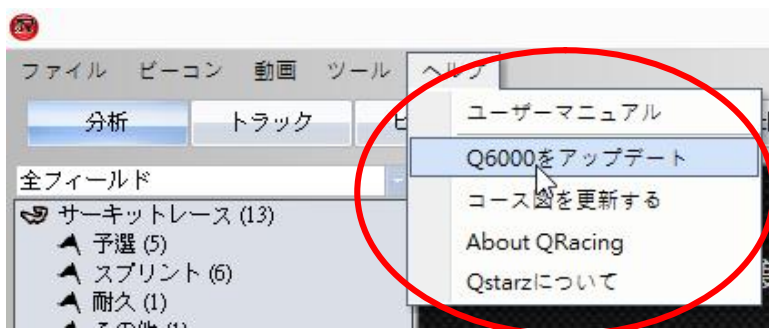 ファイル ビーコン 動画 ツール ヘルプ
分析 トラック
ユーザーマニュアル
Q6000をアップデート
コース図を更新する
About QRacing
Qstarzについて
全フィールド
サーキットレース (13)
予選 (5)
スプリント (6)
耐久 (1)
その他 (1)